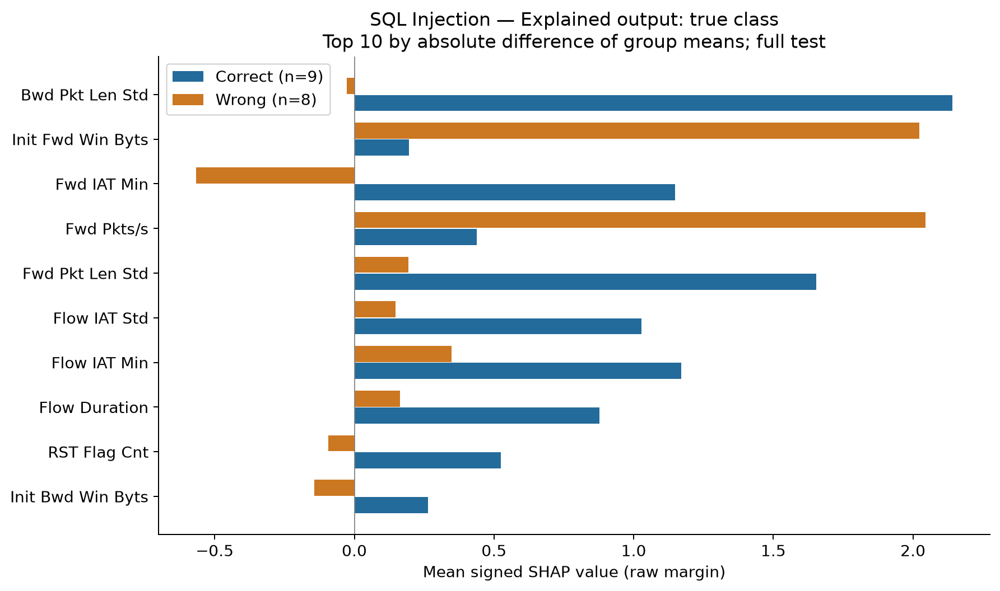 SQL Injection — Explained output: true class
Top 10 by absolute difference of group means; full test
Correct (n=9)
Wrong (n=8)
Bwd Pkt Len Std
Init Fwd Win Byts
Fwd IAT Min
Fwd Pkts/s
Fwd Pkt Len Std
Flow IAT Std
Flow IAT Min
Flow Duration
RST Flag Cnt
Init Bwd Win Byts
−0.5 0.0 0.5 1.0 1.5 2.0
Mean signed SHAP value (raw margin)